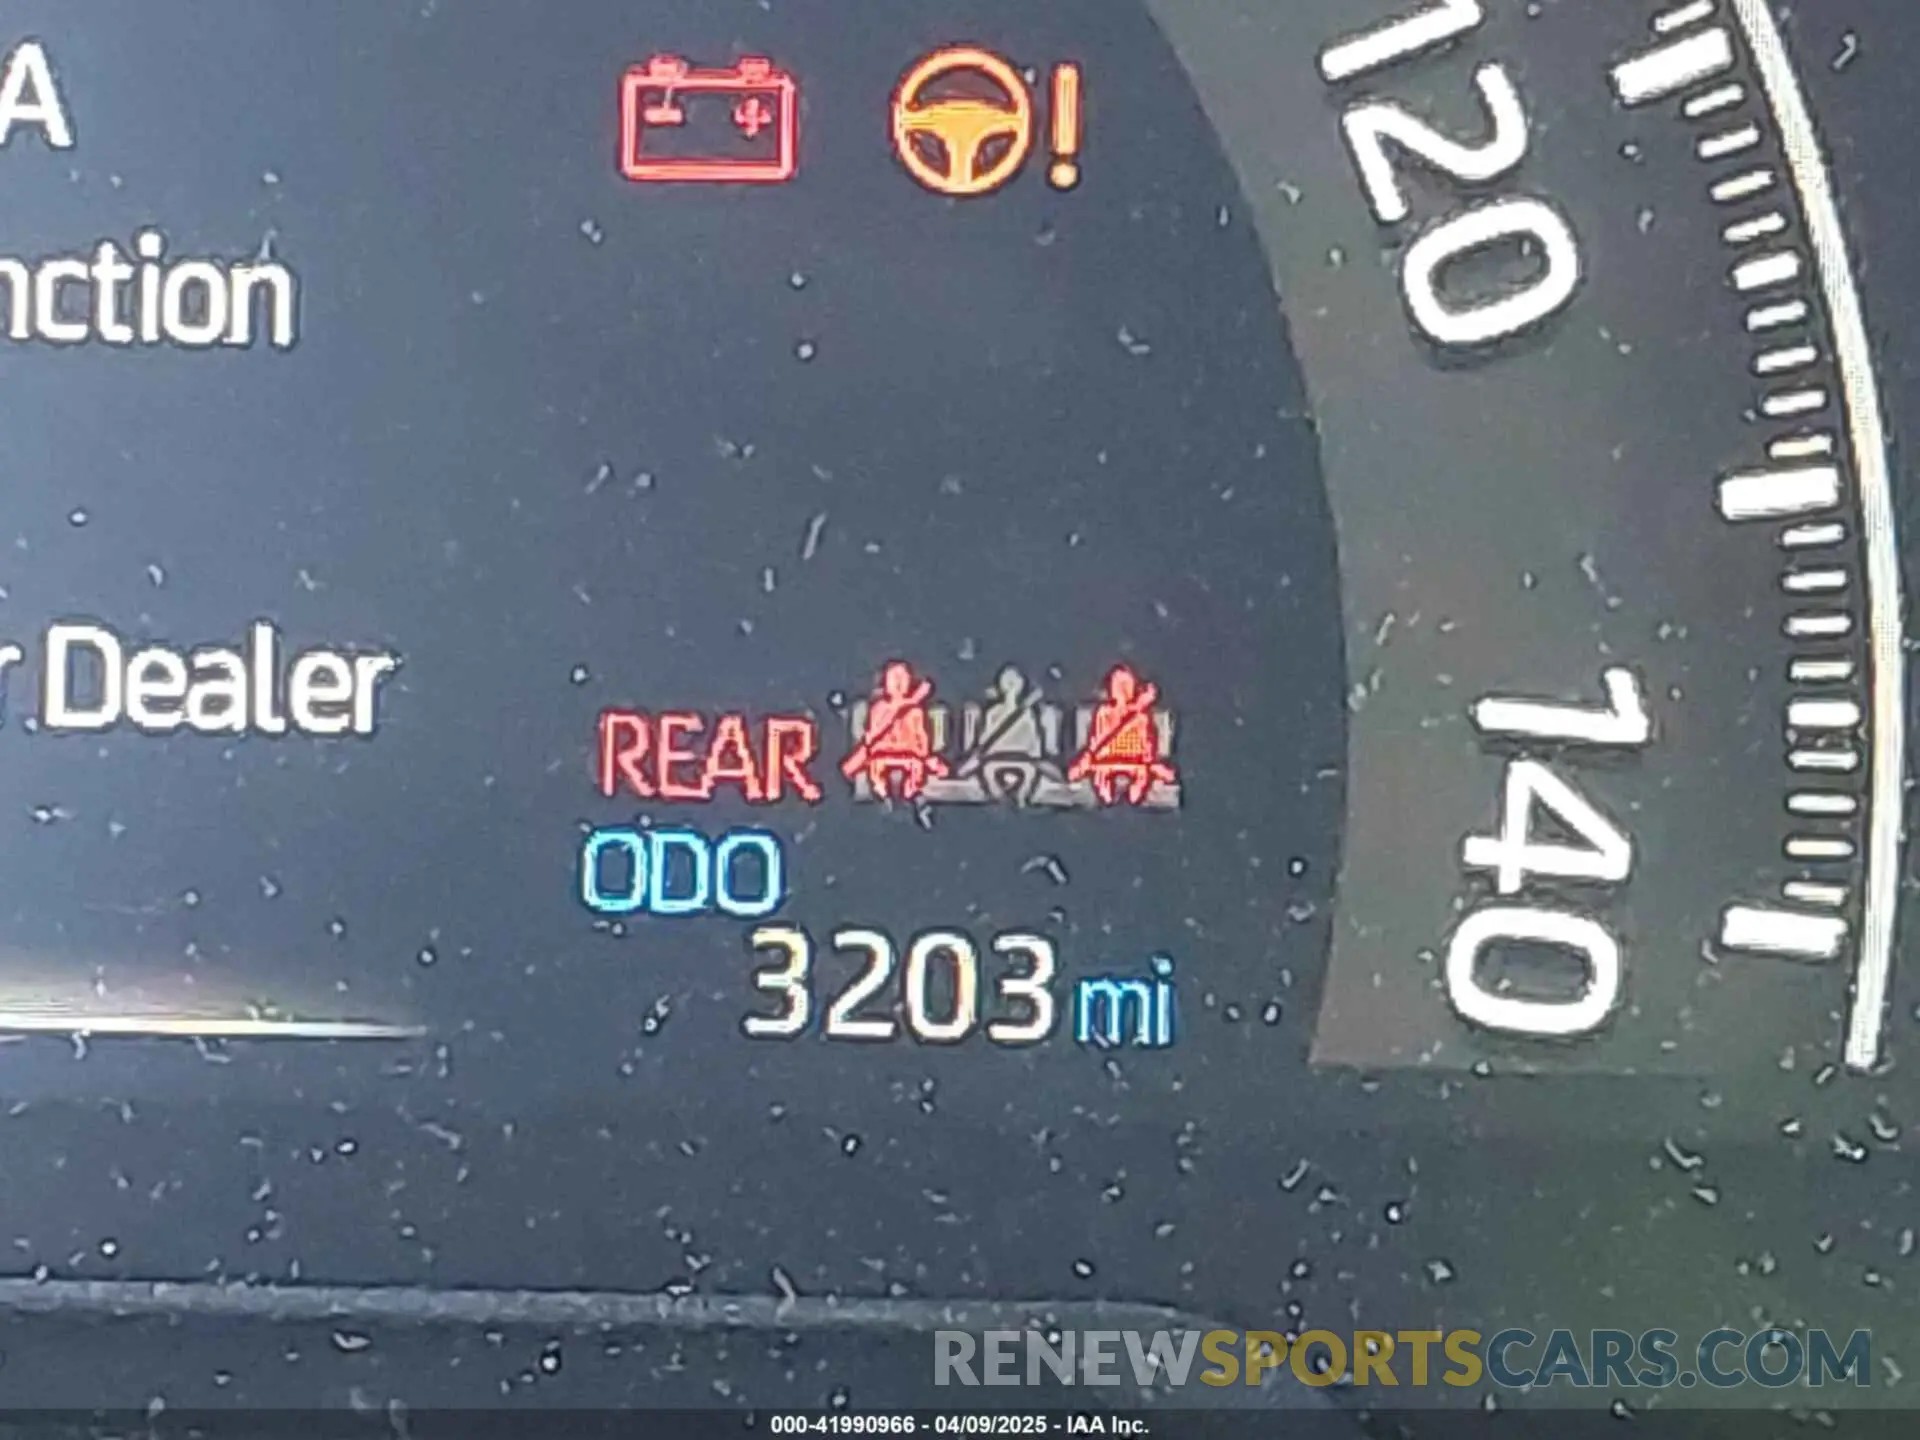 A
nction
r Dealer
120
140
REAR
ODO
3203 mi
RENEWSPORTSCARS.COM
000-41990966 - 04/09/2025 - IAA Inc.